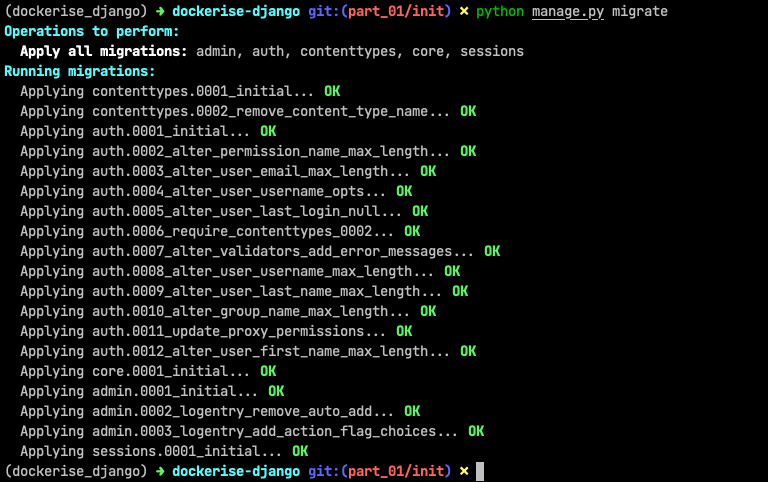 (dockerise_django) ➜ dockerise-django git:(part_01/init) ✗ python manage.py migrate
Operations to perform:
  Apply all migrations: admin, auth, contenttypes, core, sessions
Running migrations:
  Applying contenttypes.0001_initial... OK
  Applying contenttypes.0002_remove_content_type_name... OK
  Applying auth.0001_initial... OK
  Applying auth.0002_alter_permission_name_max_length... OK
  Applying auth.0003_alter_user_email_max_length... OK
  Applying auth.0004_alter_user_username_opts... OK
  Applying auth.0005_alter_user_last_login_null... OK
  Applying auth.0006_require_contenttypes_0002... OK
  Applying auth.0007_alter_validators_add_error_messages... OK
  Applying auth.0008_alter_user_username_max_length... OK
  Applying auth.0009_alter_user_last_name_max_length... OK
  Applying auth.0010_alter_group_name_max_length... OK
  Applying auth.0011_update_proxy_permissions... OK
  Applying auth.0012_alter_user_first_name_max_length... OK
  Applying core.0001_initial... OK
  Applying admin.0001_initial... OK
  Applying admin.0002_logentry_remove_auto_add... OK
  Applying admin.0003_logentry_add_action_flag_choices... OK
  Applying sessions.0001_initial... OK
(dockerise_django) ➜ dockerise-django git:(part_01/init) ✗